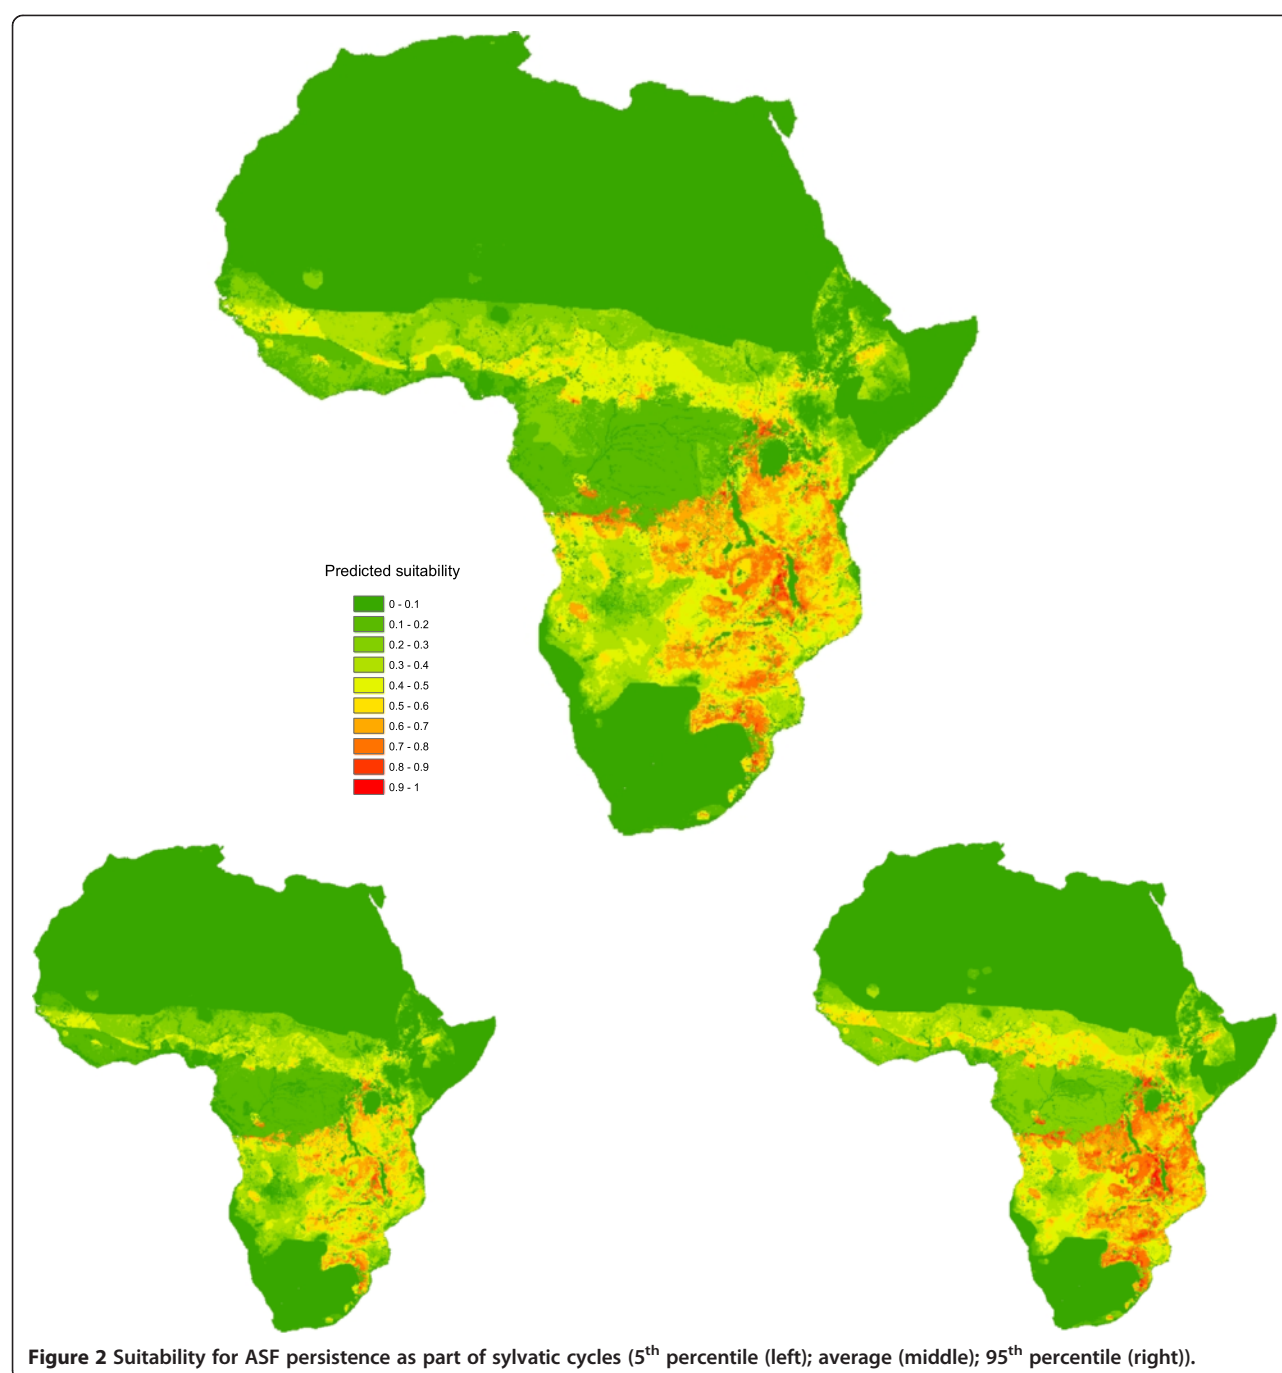 Predicted suitability
0 - 0.1
0.1 - 0.2
0.2 - 0.3
0.3 - 0.4
0.4 - 0.5
0.5 - 0.6
0.6 - 0.7
0.7 - 0.8
0.8 - 0.9
0.9 - 1
Figure 2 Suitability for ASF persistence as part of sylvatic cycles (5th percentile (left); average (middle); 95th percentile (right)).